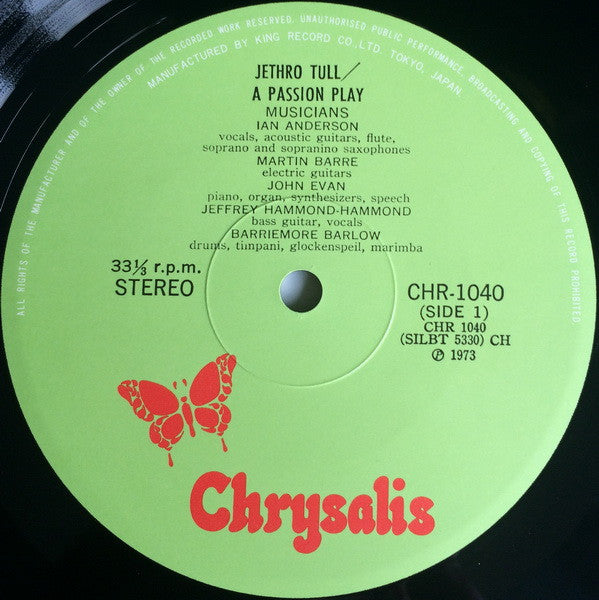 ALL RIGHTS OF THE MANUFACTURER AND OF THE OWNER OF THE RECORDED WORK RESERVED. UNAUTHORISED PUBLIC PERFORMANCE, BROADCASTING AND COPYING OF THIS RECORD PROHIBITED.
MANUFACTURED BY KING RECORD CO.,LTD. TOKYO, JAPAN.
JETHRO TULL/
A PASSION PLAY
MUSICIANS
IAN ANDERSON
vocals, acoustic guitars, flute,
soprano and sopranino saxophones
MARTIN BARRE
electric guitars
JOHN EVAN
piano, organ, synthesizers, speech
JEFFREY HAMMOND-HAMMOND
bass guitar, vocals
BARRIEMORE BARLOW
drums, tinpani, glockenspeil, marimba
33⅓ r.p.m.
STEREO
CHR-1040
(SIDE 1)
CHR 1040
(SILBT 5330) CH
Ⓟ 1973
Chrysalis